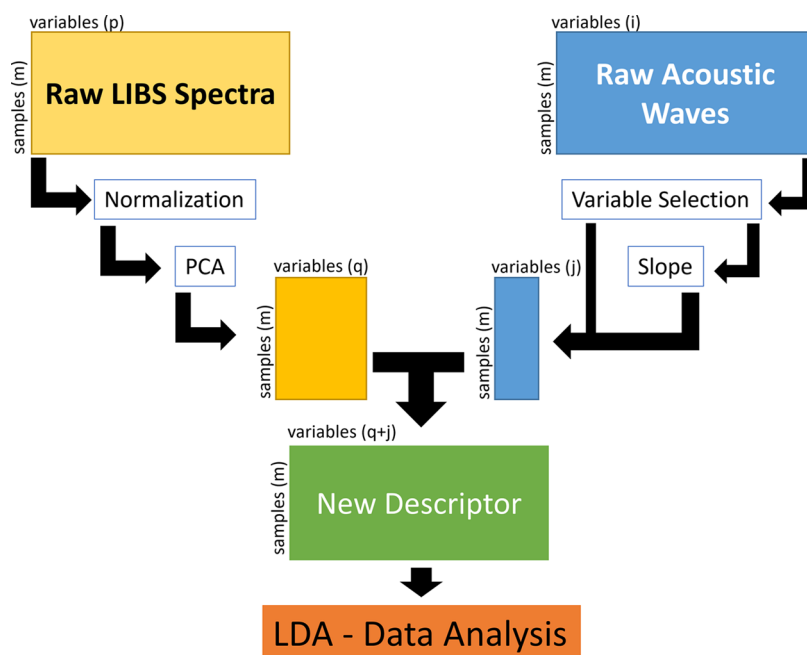 variables (p)
samples (m)
Raw LIBS Spectra
variables (i)
samples (m)
Raw Acoustic
Waves
Normalization
Variable Selection
PCA
Slope
variables (q)
samples (m)
variables (j)
samples (m)
variables (q+j)
samples (m)
New Descriptor
LDA - Data Analysis